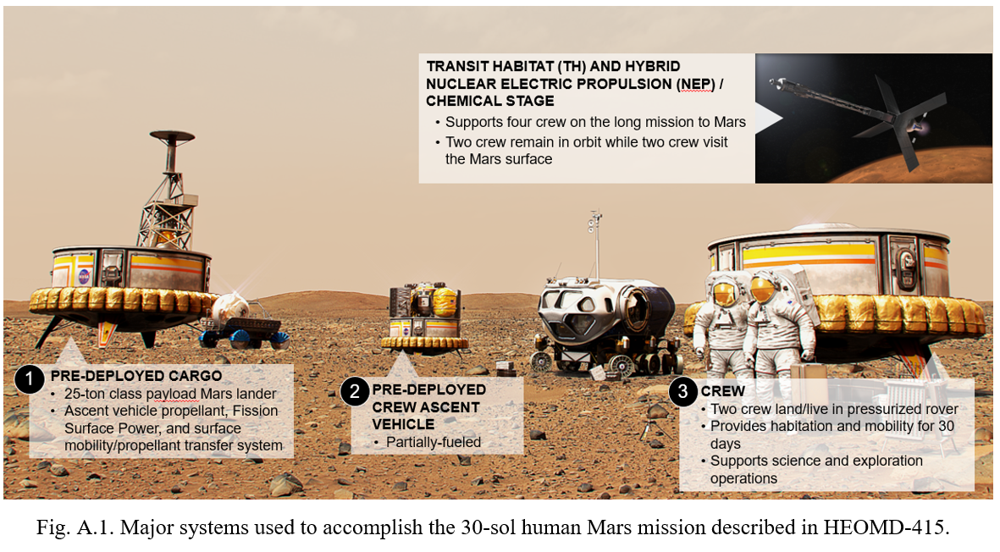 TRANSIT HABITAT (TH) AND HYBRID
NUCLEAR ELECTRIC PROPULSION (NEP) /
CHEMICAL STAGE
• Supports four crew on the long mission to Mars
• Two crew remain in orbit while two crew visit
the Mars surface
NASA
1 PRE-DEPLOYED CARGO
• 25-ton class payload Mars lander
• Ascent vehicle propellant, Fission
Surface Power, and surface
mobility/propellant transfer system
2 PRE-DEPLOYED
CREW ASCENT
VEHICLE
• Partially-fueled
3 CREW
• Two crew land/live in pressurized rover
• Provides habitation and mobility for 30
days
• Supports science and exploration
operations
Fig. A.1. Major systems used to accomplish the 30-sol human Mars mission described in HEOMD-415.